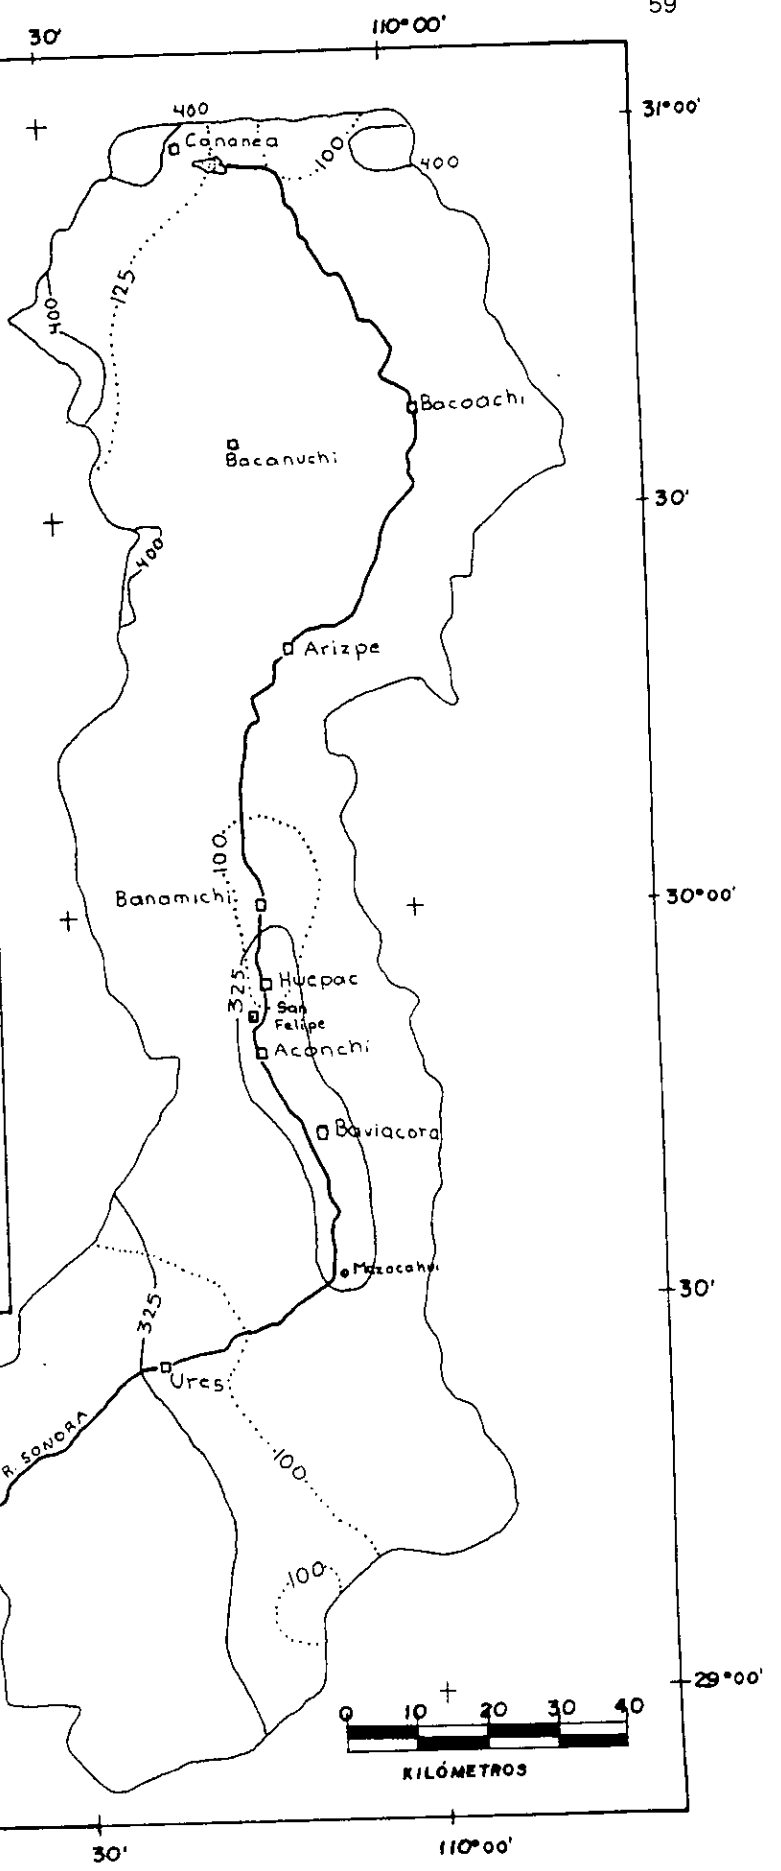 59
30' 110°00'
31°00'
400
Cananea
100
400
125
400
Bacoachi
Bacanuchi
30'
400
Arizpe
100
Banamichi
30°00'
325
Huepac
San
Felipe
Aconchi
Baviacora
Mazocahui
30'
325
Ures
R. SONORA
100
100
29°00'
0 10 20 30 40
KILÓMETROS
30' 110°00'